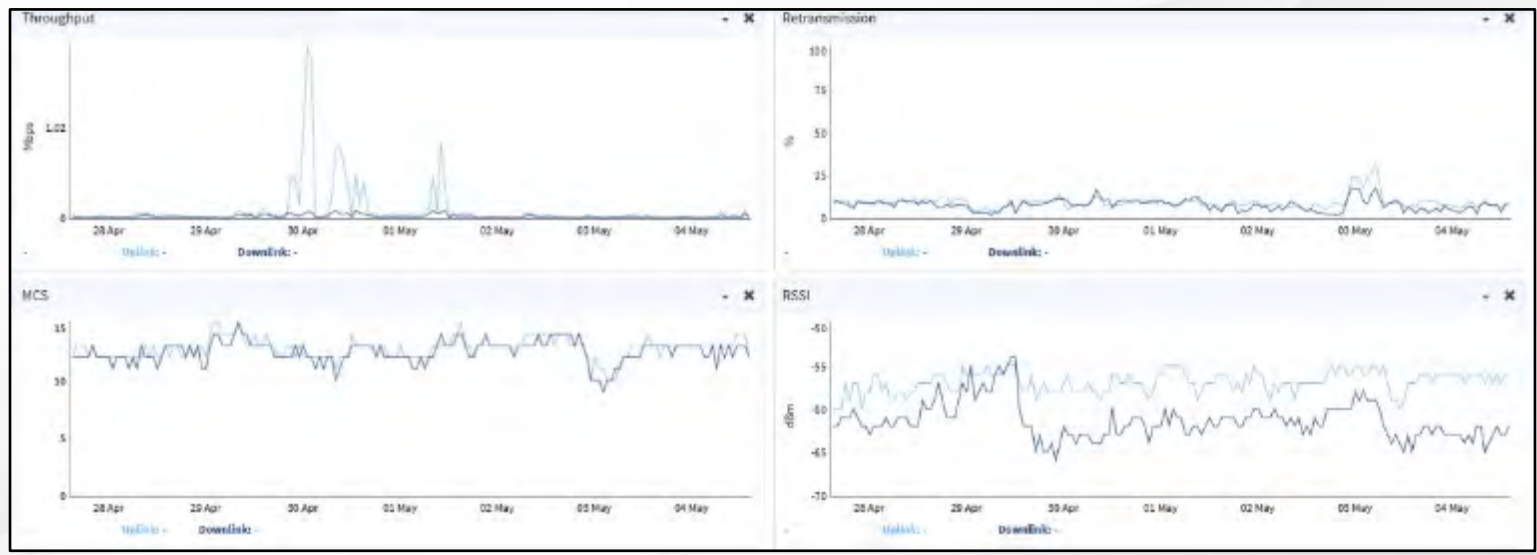 Throughput
Mbps
1.02
0
28 Apr 29 Apr 30 Apr 01 May 02 May 03 May 04 May
- Uplink: - Downlink: -
Retransmission
%
100
75
50
25
0
28 Apr 29 Apr 30 Apr 01 May 02 May 03 May 04 May
- Uplink: - Downlink: -
MCS
15
10
5
0
28 Apr 29 Apr 30 Apr 01 May 02 May 03 May 04 May
Uplink: - Downlink: -
RSSI
dBm
-50
-55
-60
-65
-70
28 Apr 29 Apr 30 Apr 01 May 02 May 03 May 04 May
- Uplink: - Downlink: -